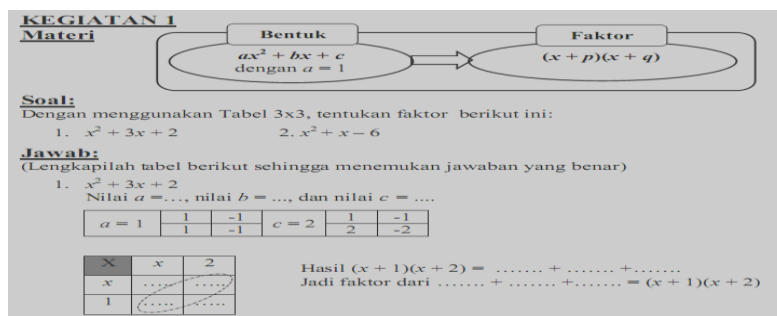 KEGIATAN 1
Materi
Bentuk
Faktor
ax² + bx + c
dengan a = 1
(x + p)(x + q)
Soal:
Dengan menggunakan Tabel 3x3, tentukan faktor berikut ini:
1. x² + 3x + 2 2. x² + x − 6
Jawab:
(Lengkapilah tabel berikut sehingga menemukan jawaban yang benar)
1. x² + 3x + 2
Nilai a =…, nilai b = …, dan nilai c = ….
a = 1 1 -1 c = 2 1 -1
1 -1 2 -2
X x 2
x ..... .....
1 ..... .....
Hasil (x + 1)(x + 2) = ....... + ....... +.......
Jadi faktor dari ....... + ....... +....... = (x + 1)(x + 2)